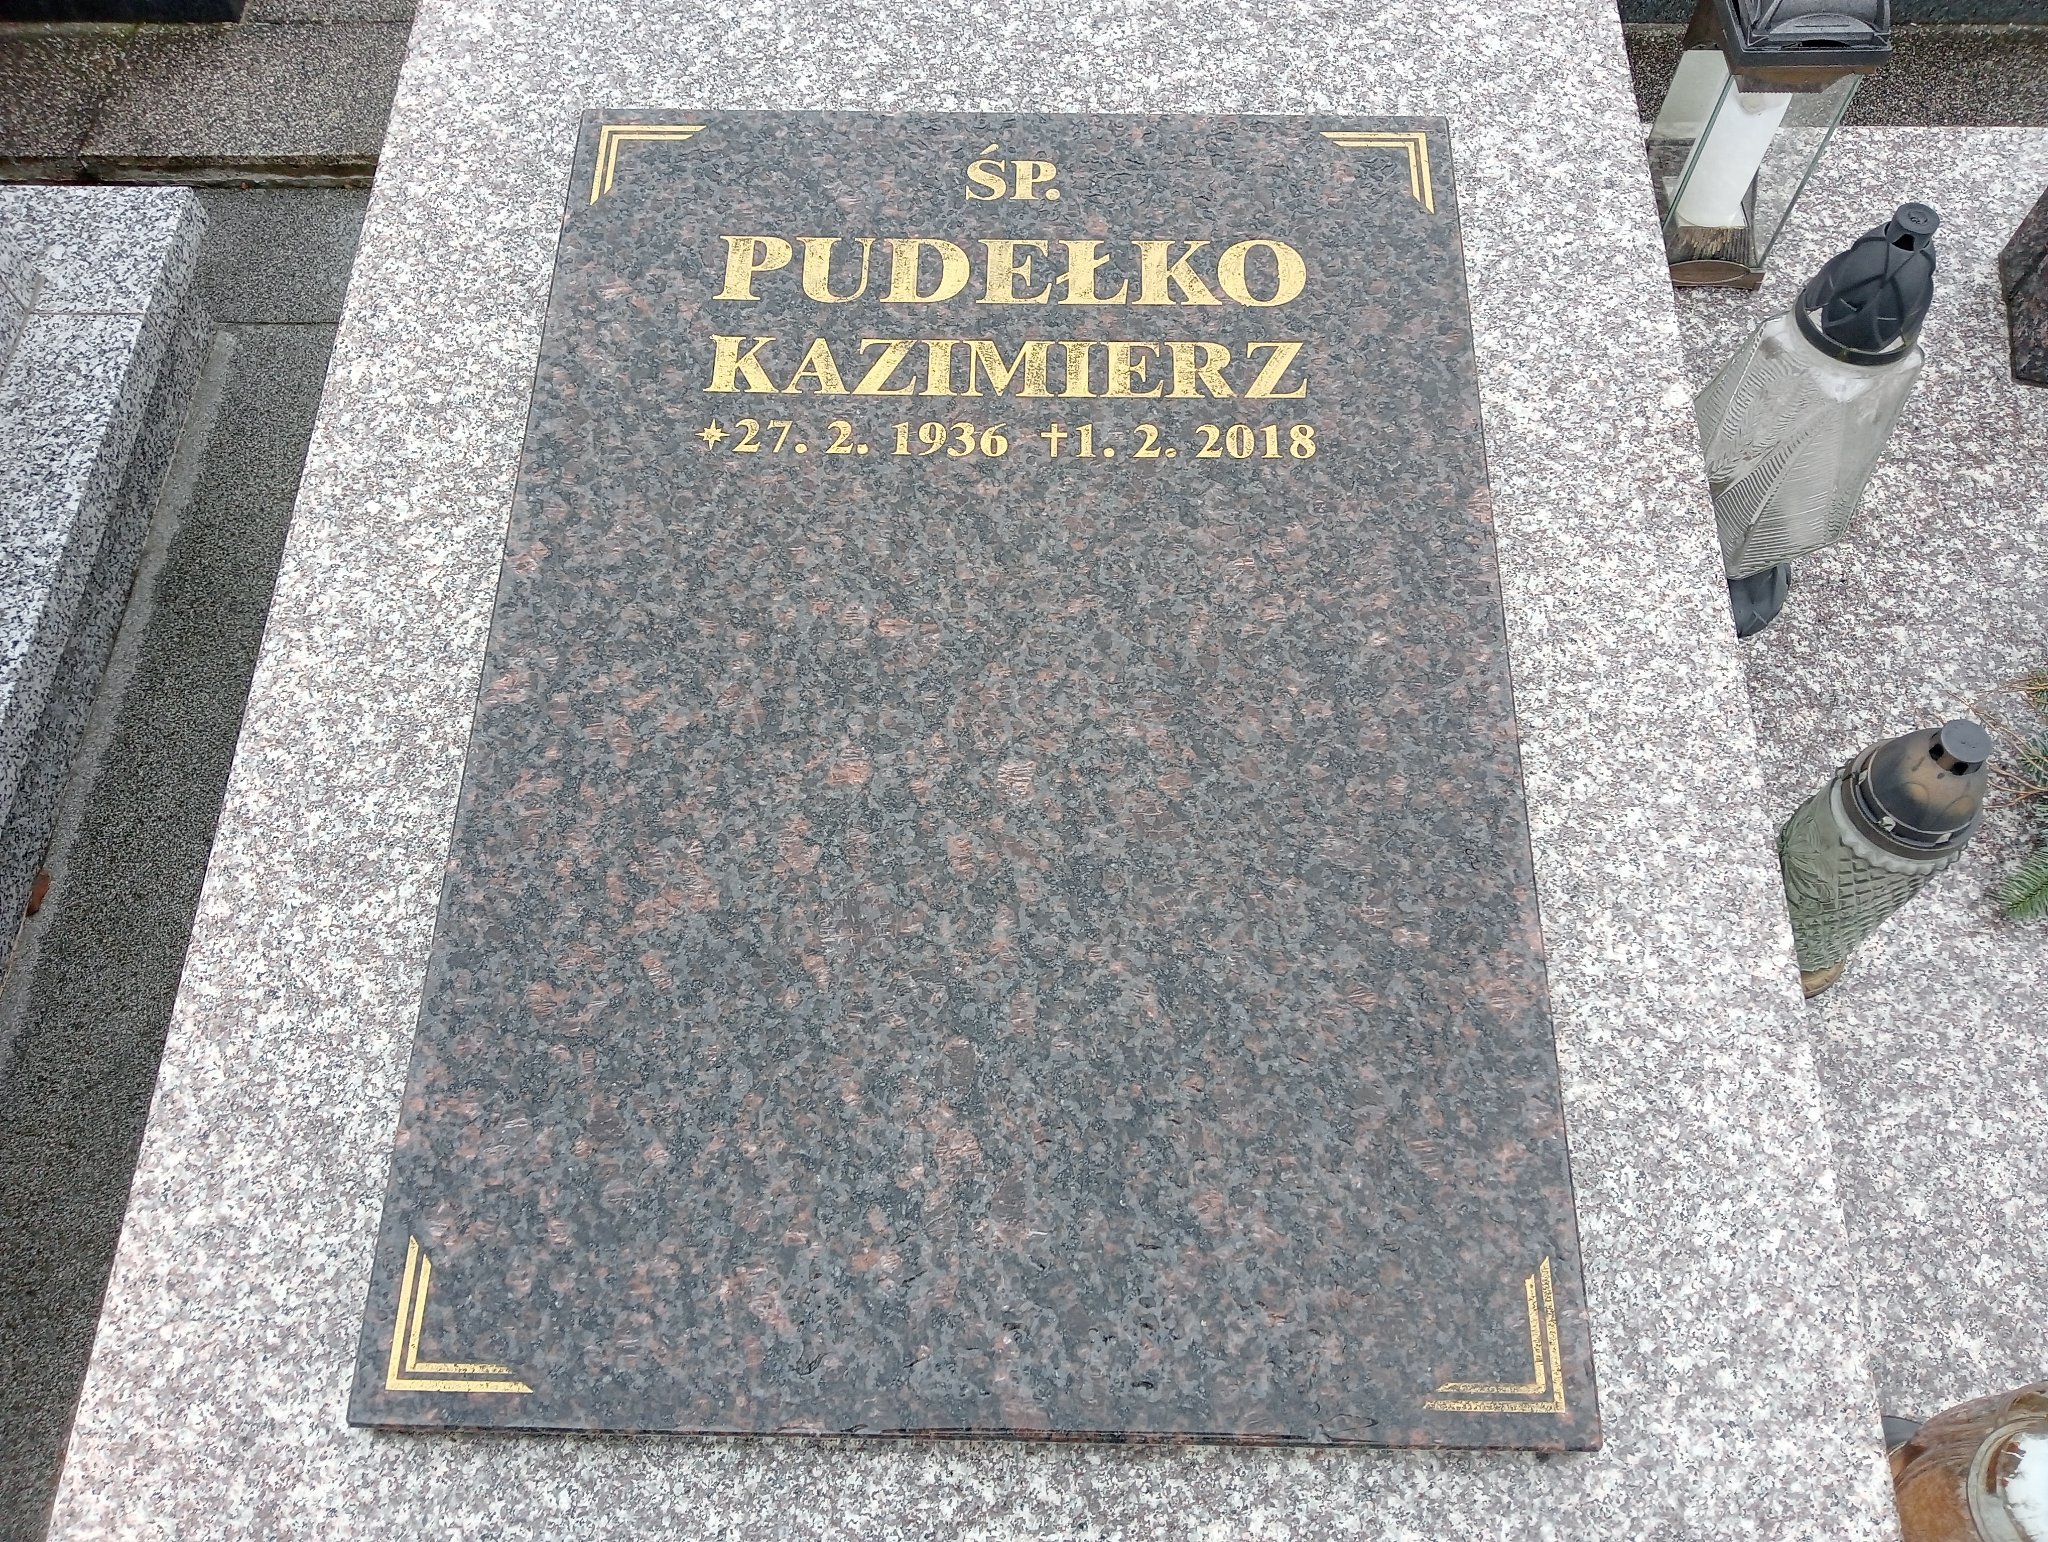 ŚP.
PUDEŁKO
KAZIMIERZ
★27. 2. 1936 ✝1. 2. 2018